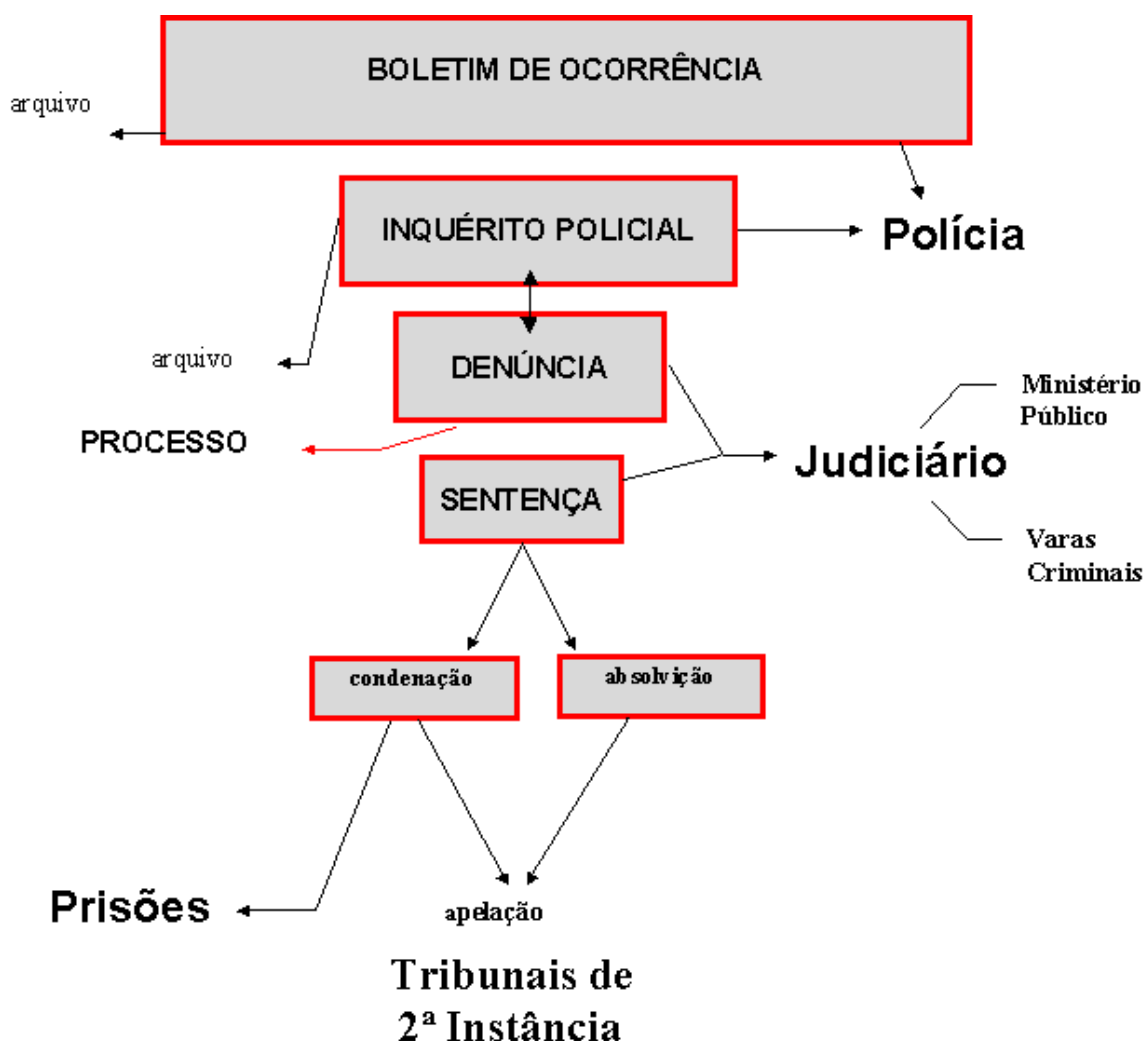 BOLETIM DE OCORRÊNCIA
arquivo
INQUÉRITO POLICIAL
Polícia
DENÚNCIA
arquivo
Ministério
Público
PROCESSO
Judiciário
SENTENÇA
Varas
Criminais
condenação
absolvição
Prisões
apelação
Tribunais de
2ª Instância